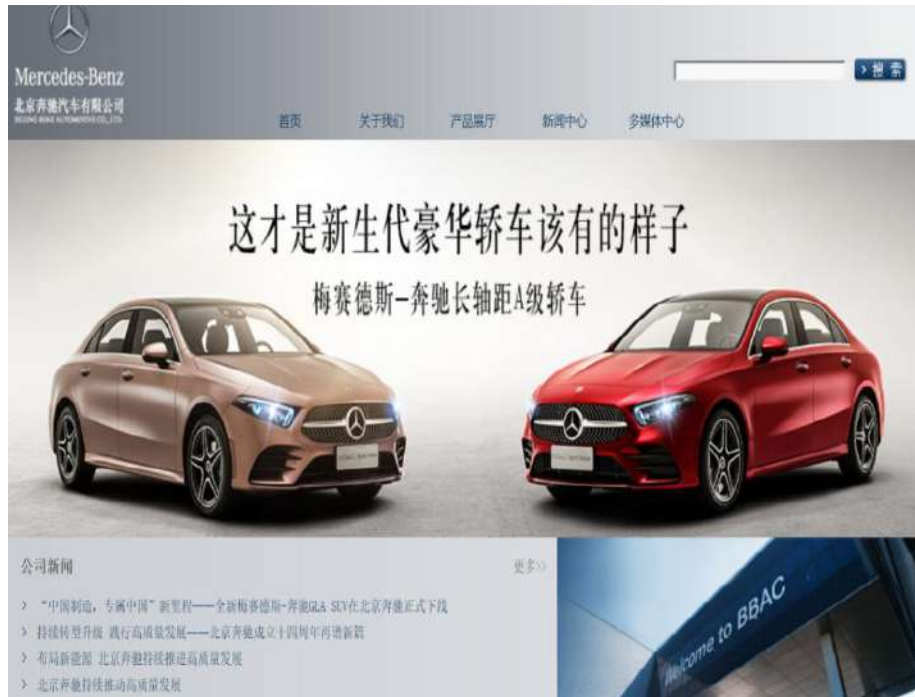 Mercedes-Benz
北京奔驰汽车有限公司
BEIJING BENZ AUTOMOTIVE CO., LTD.
搜 索
首页 关于我们 产品展厅 新闻中心 多媒体中心
这才是新生代豪华轿车该有的样子
梅赛德斯-奔驰长轴距A级轿车
公司新闻 更多>>
> “中国制造，专属中国”新里程——全新梅赛德斯-奔驰GLA SUV在北京奔驰正式下线
> 持续转型升级 践行高质量发展——北京奔驰成立十四周年再谱新篇
> 布局新能源 北京奔驰持续推进高质量发展
> 北京奔驰持续推动高质量发展
Welcome to BBAC